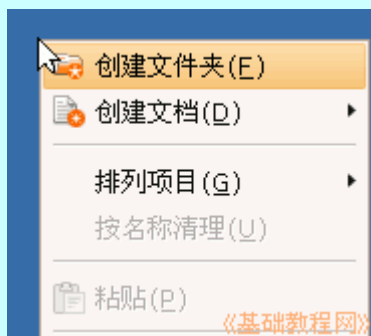 创建文件夹(F)
创建文档(D)
排列项目(G)
按名称清理(U)
粘贴(P)
《基础教程网》